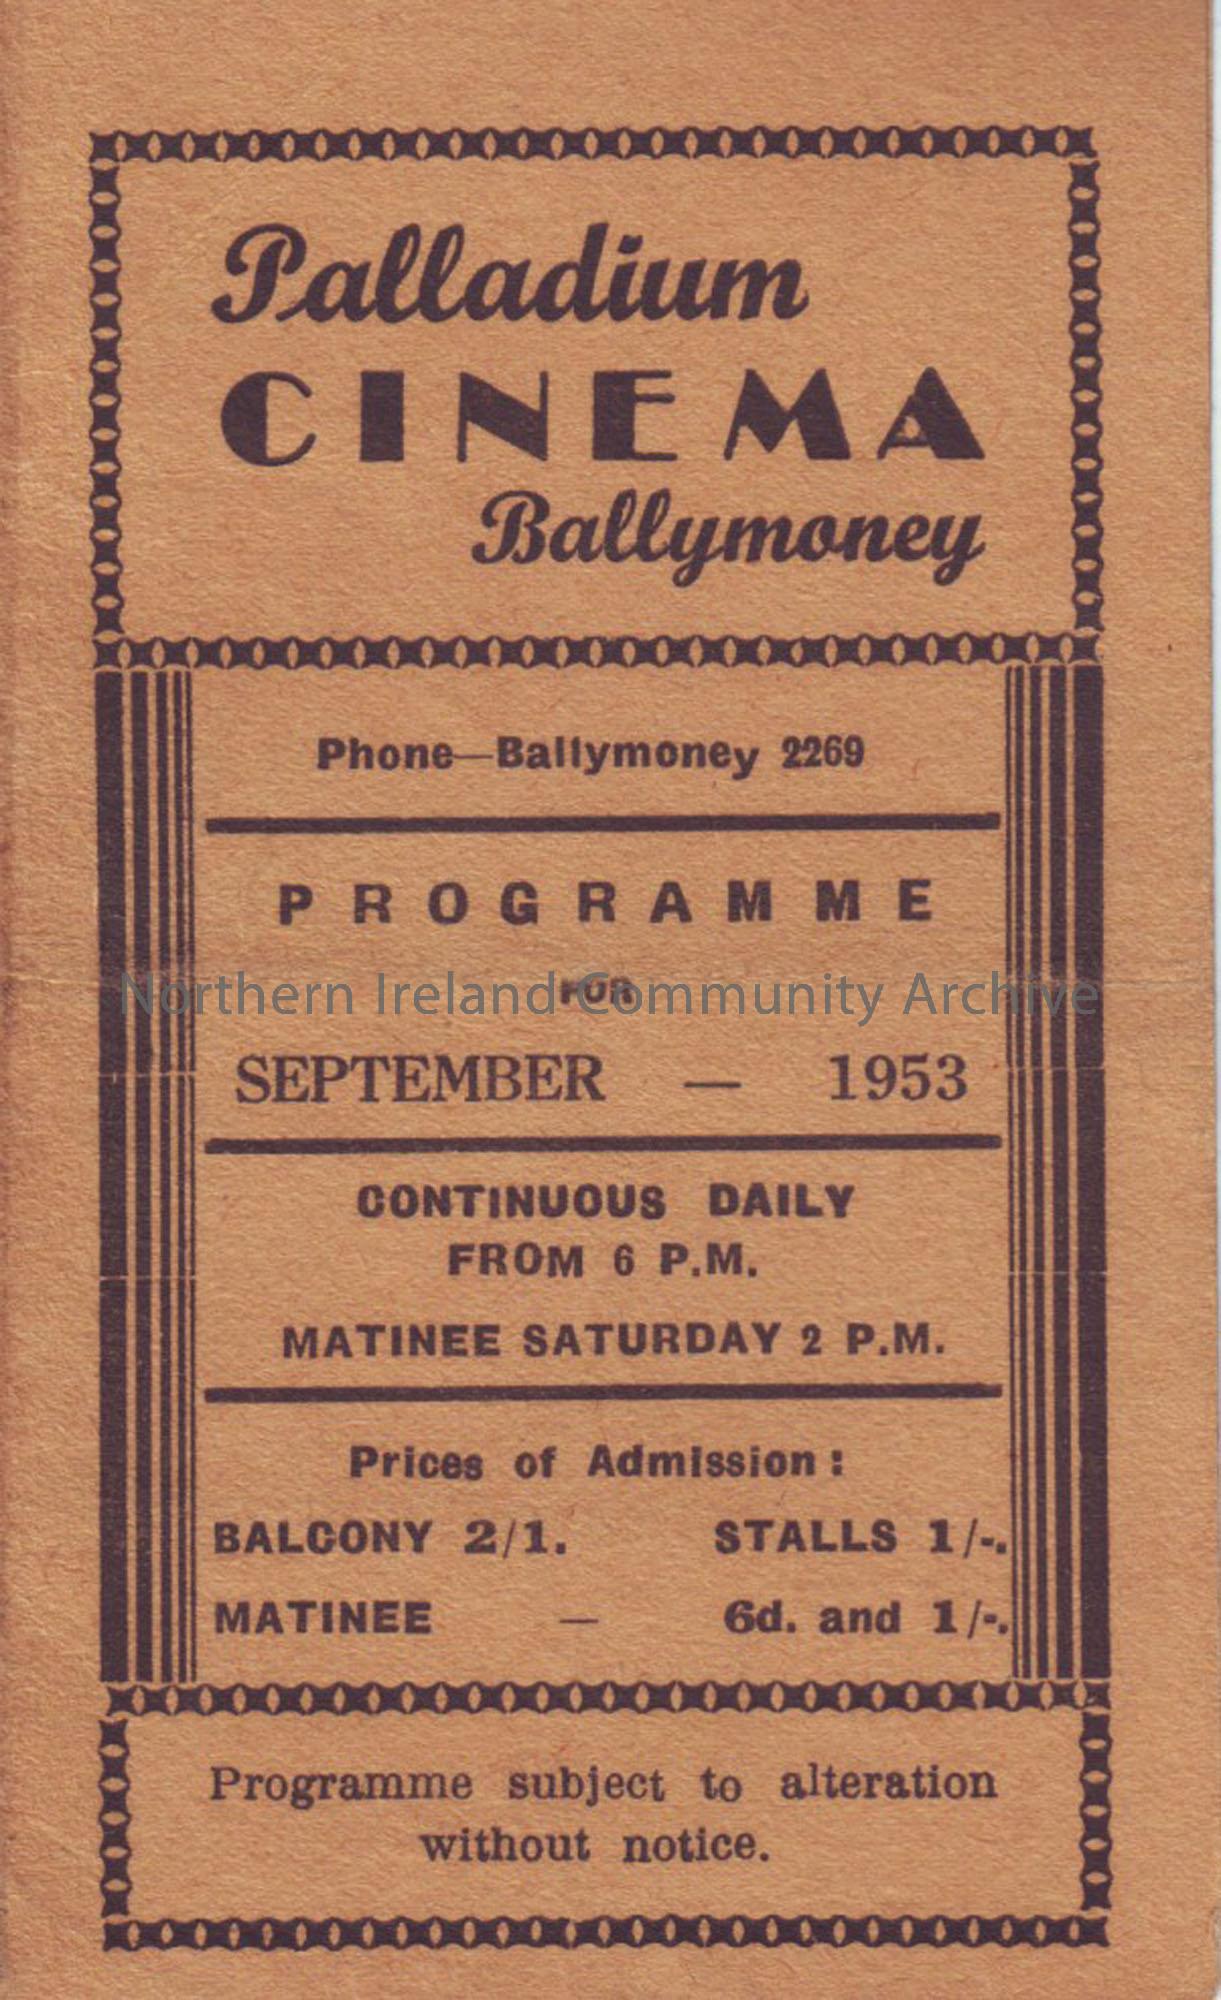 Palladium
CINEMA
Ballymoney
Phone—Ballymoney 2269
PROGRAMME
FOR
Northern Ireland Community Archive
SEPTEMBER — 1953
CONTINUOUS DAILY
FROM 6 P.M.
MATINEE SATURDAY 2 P.M.
Prices of Admission :
BALCONY 2/1. STALLS 1/-.
MATINEE — 6d. and 1/-.
Programme subject to alteration
without notice.